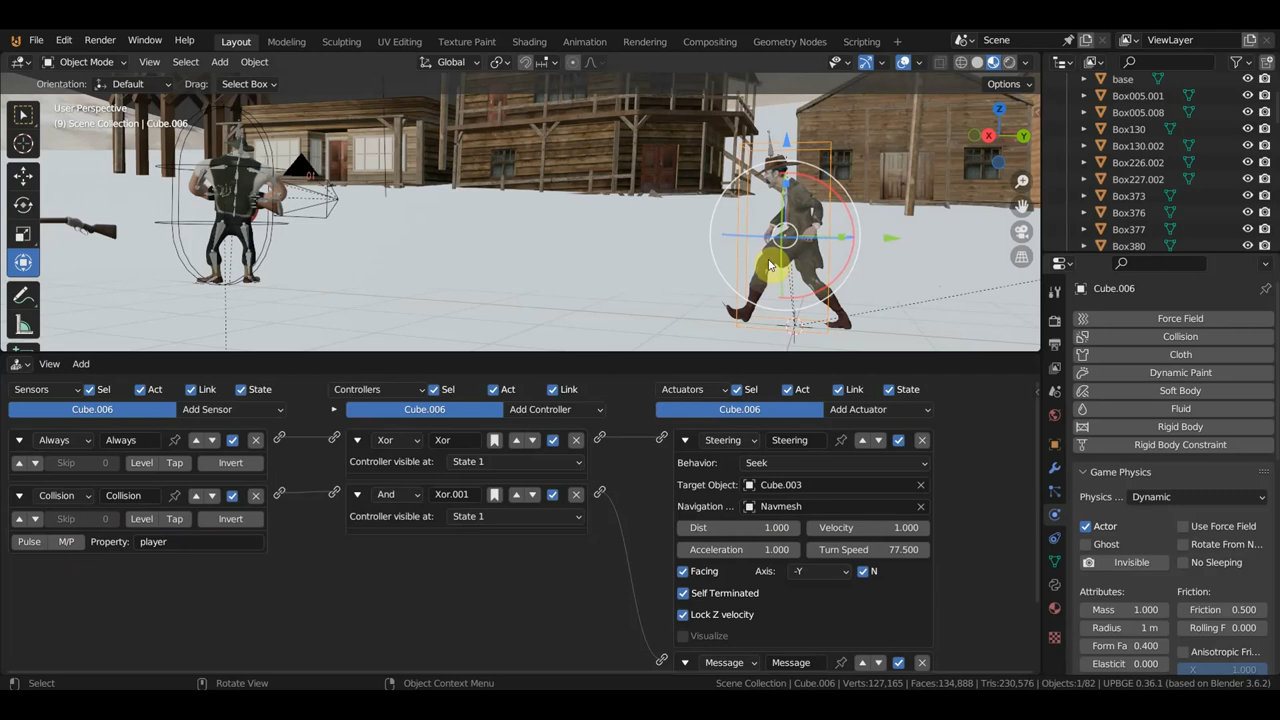 File Edit Render Window Help Layout Modeling Sculpting UV Editing Texture Paint Shading Animation Rendering Compositing Geometry Nodes Scripting + Scene ViewLayer
Object Mode View Select Add Object Global
Orientation: Default Drag: Select Box Options
User Perspective
(9) Scene Collection | Cube.006
Z
X
Y
base
Box005.001
Box005.008
Box130
Box130.002
Box226.002
Box227.002
Box373
Box376
Box377
Box380
Cube.006
Force Field
Collision
Cloth
Dynamic Paint
Soft Body
Fluid
Rigid Body
Rigid Body Constraint
Game Physics
Physics Dynamic
Actor Use Force Field
Ghost Rotate From N...
Invisible No Sleeping
Attributes: Friction:
Mass 1.000 Friction 0.500
Radius 1 m Rolling F 0.000
Form Fa 0.400 Anisotropic Fri...
Elasticit 0.000 X 1.000
View Add
Sensors Sel Act Link State Controllers Sel Act Link Actuators Sel Act Link State
Cube.006 Add Sensor Cube.006 Add Controller Cube.006 Add Actuator
Always Always Xor Xor Steering Steering
Skip 0 Level Tap Invert Controller visible at: State 1 Behavior: Seek
Collision Collision And Xor.001 Target Object: Cube.003
Skip 0 Level Tap Invert Controller visible at: State 1 Navigation ... Navmesh
Pulse M/P Property: player Dist 1.000 Velocity 1.000
Acceleration 1.000 Turn Speed 77.500
Facing Axis: -Y N
Self Terminated
Lock Z velocity
Visualize
Message Message
Select Rotate View Object Context Menu Scene Collection | Cube.006 | Verts:127,165 | Faces:134,888 | Tris:230,576 | Objects:1/82 | UPBGE 0.36.1 (based on Blender 3.6.2)